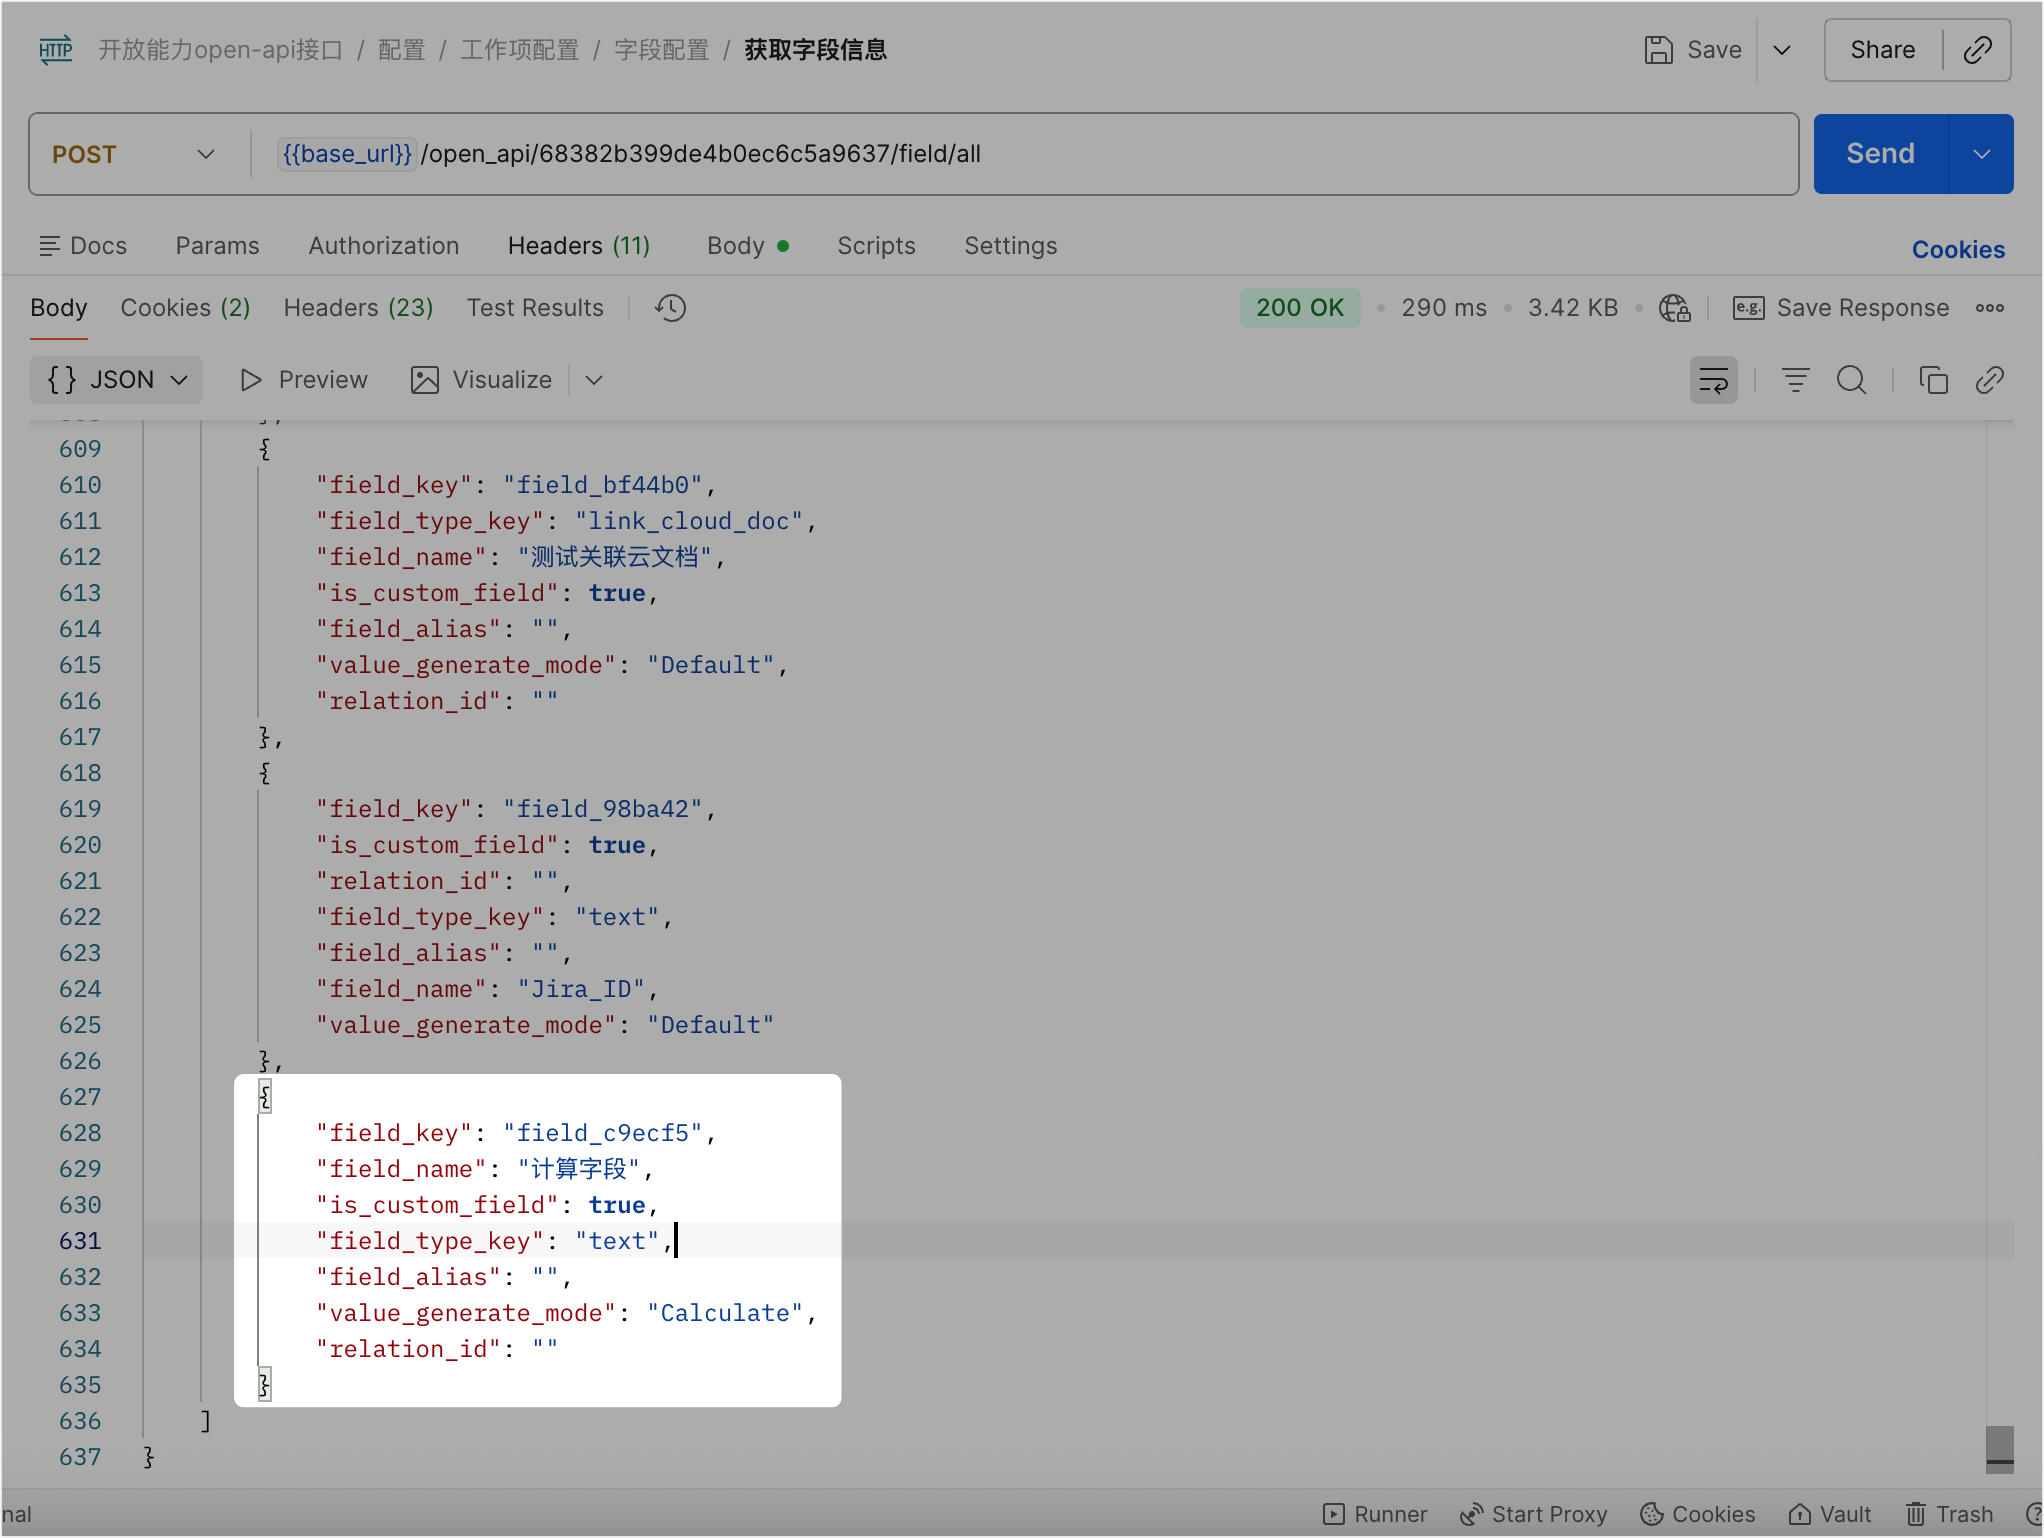 HTTP 开放能力open-api接口 / 配置 / 工作项配置 / 字段配置 / 获取字段信息 Save Share
POST {{base_url}}/open_api/68382b399de4b0ec6c5a9637/field/all Send
Docs Params Authorization Headers (11) Body Scripts Settings Cookies
Body Cookies (2) Headers (23) Test Results 200 OK 290 ms 3.42 KB e.g. Save Response
{} JSON Preview Visualize
609 {
610 "field_key": "field_bf44b0",
611 "field_type_key": "link_cloud_doc",
612 "field_name": "测试关联云文档",
613 "is_custom_field": true,
614 "field_alias": "",
615 "value_generate_mode": "Default",
616 "relation_id": ""
617 },
618 {
619 "field_key": "field_98ba42",
620 "is_custom_field": true,
621 "relation_id": "",
622 "field_type_key": "text",
623 "field_alias": "",
624 "field_name": "Jira_ID",
625 "value_generate_mode": "Default"
626 },
627 {
628 "field_key": "field_c9ecf5",
629 "field_name": "计算字段",
630 "is_custom_field": true,
631 "field_type_key": "text",
632 "field_alias": "",
633 "value_generate_mode": "Calculate",
634 "relation_id": ""
635 }
636 ]
637 }
nal Runner Start Proxy Cookies Vault Trash